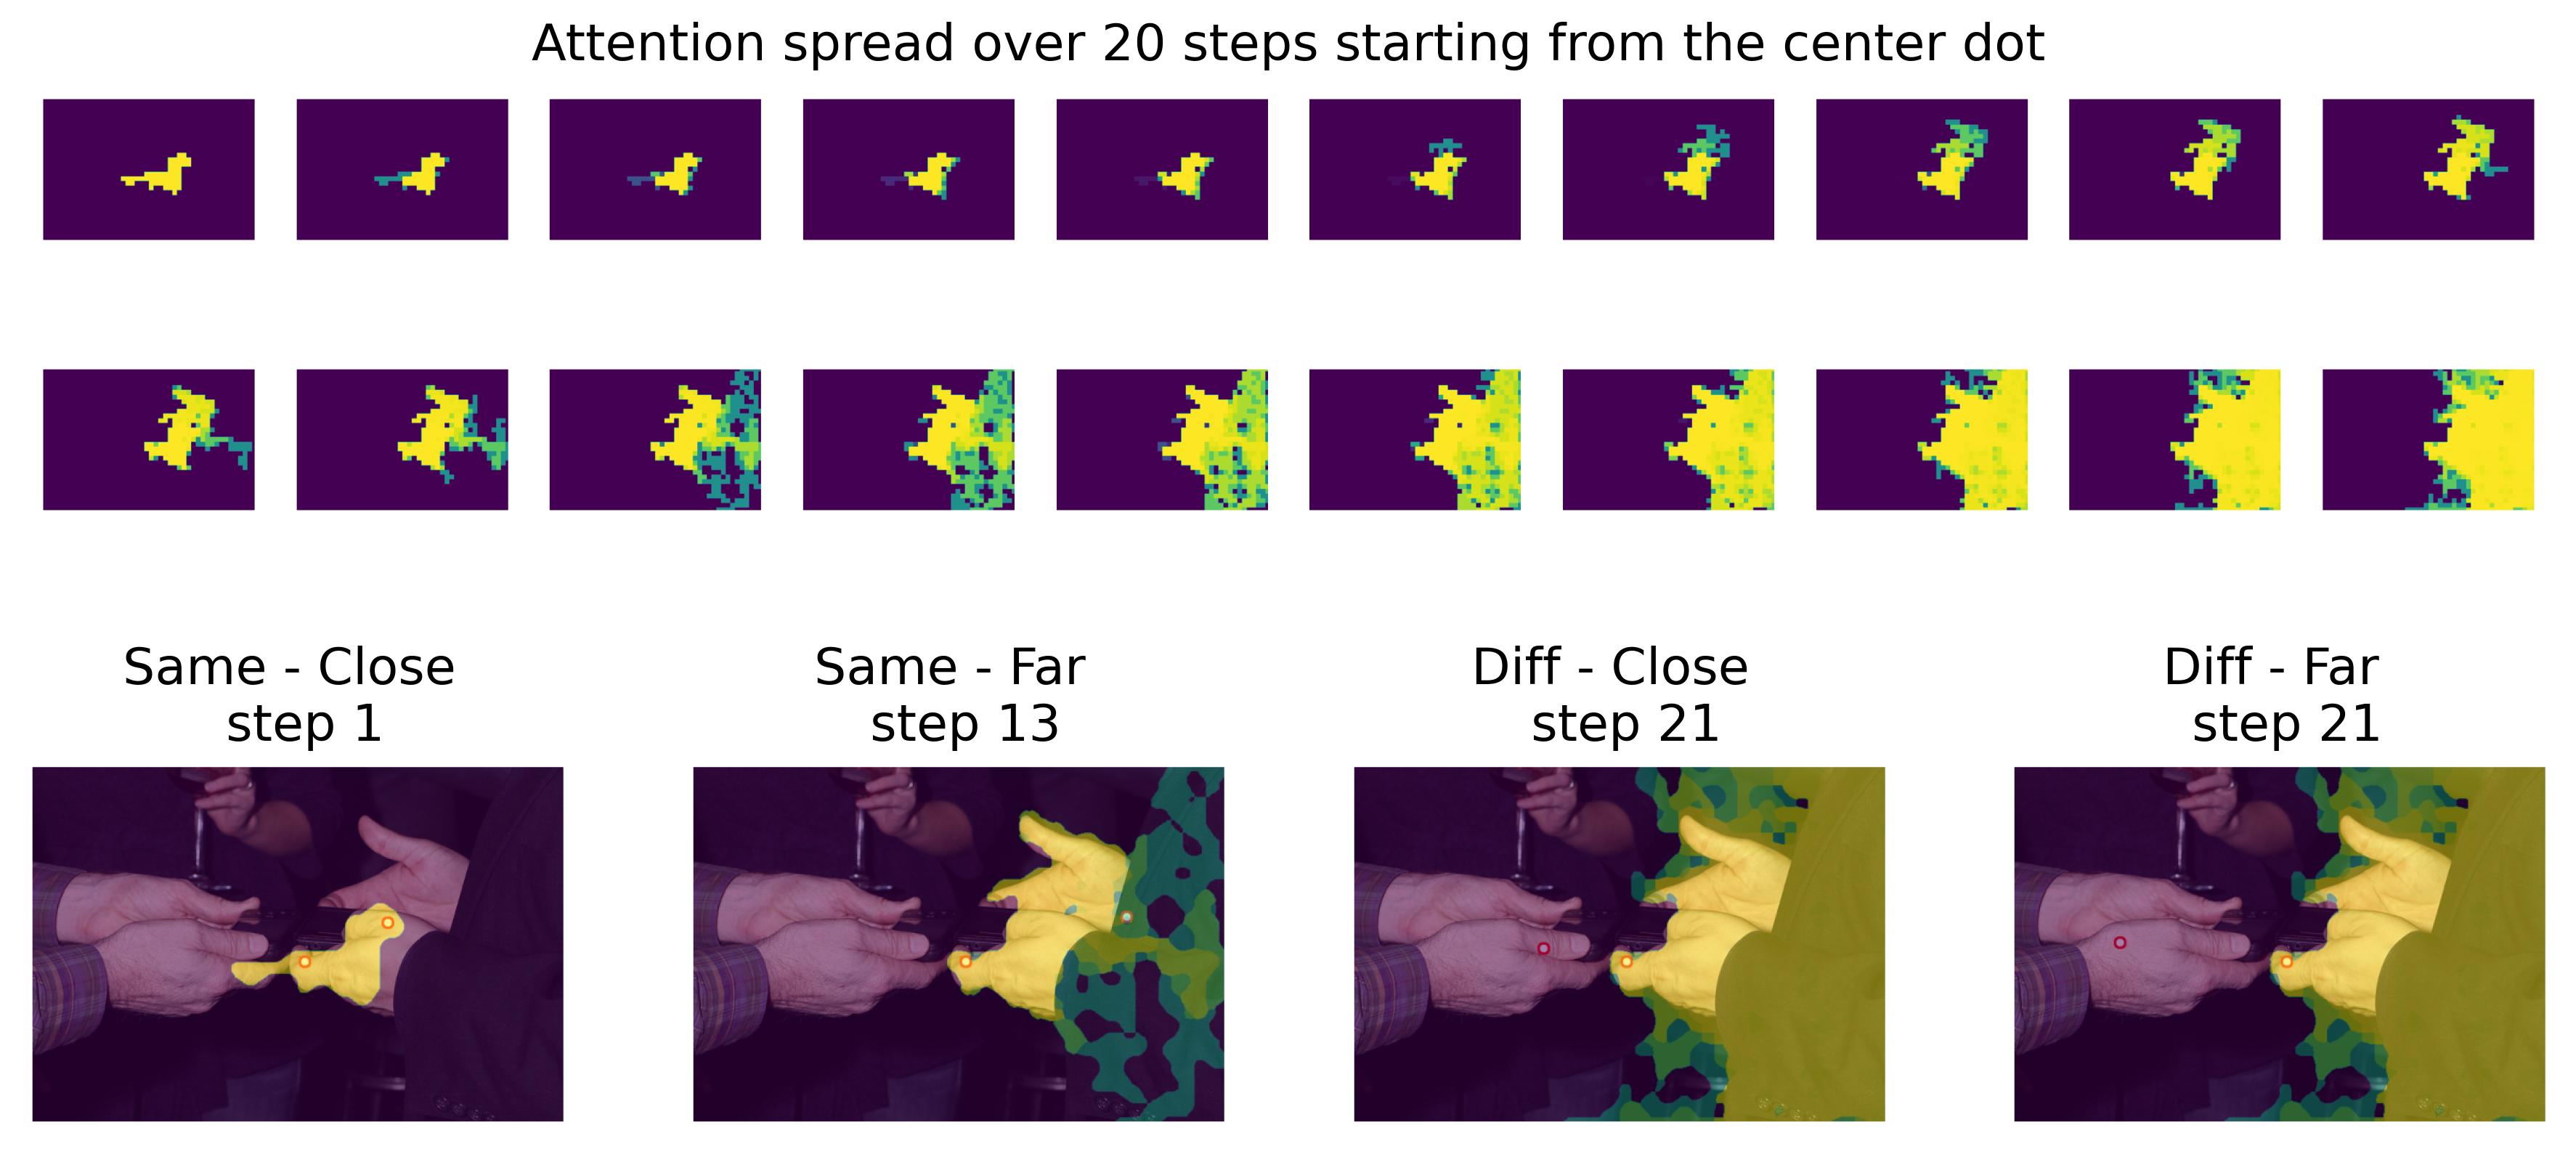 Attention spread over 20 steps starting from the center dot
Same - Close
step 1
Same - Far
step 13
Diff - Close
step 21
Diff - Far
step 21